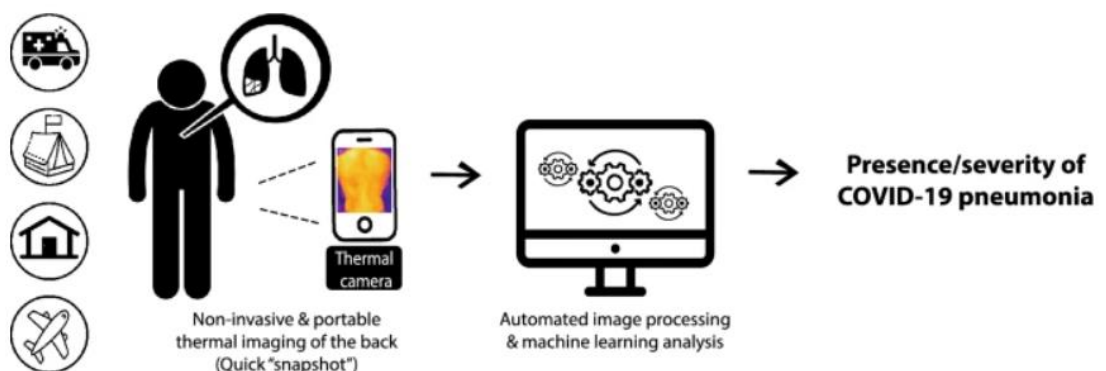 Thermal
camera
Non-invasive & portable
thermal imaging of the back
(Quick “snapshot”)
Automated image processing
& machine learning analysis
Presence/severity of
COVID-19 pneumonia